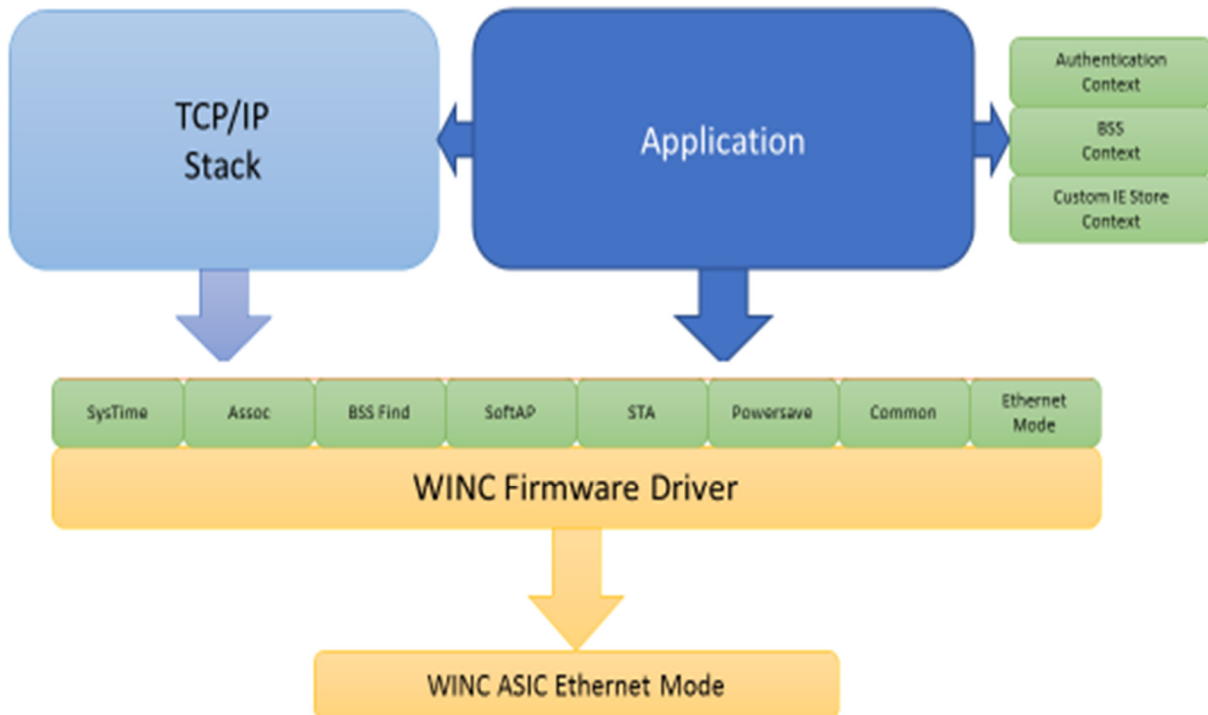 TCP/IP
Stack
Application
Authentication
Context
BSS
Context
Custom IE Store
Context
SysTime
Assoc
BSS Find
SoftAP
STA
Powersave
Common
Ethernet
Mode
WINC Firmware Driver
WINC ASIC Ethernet Mode